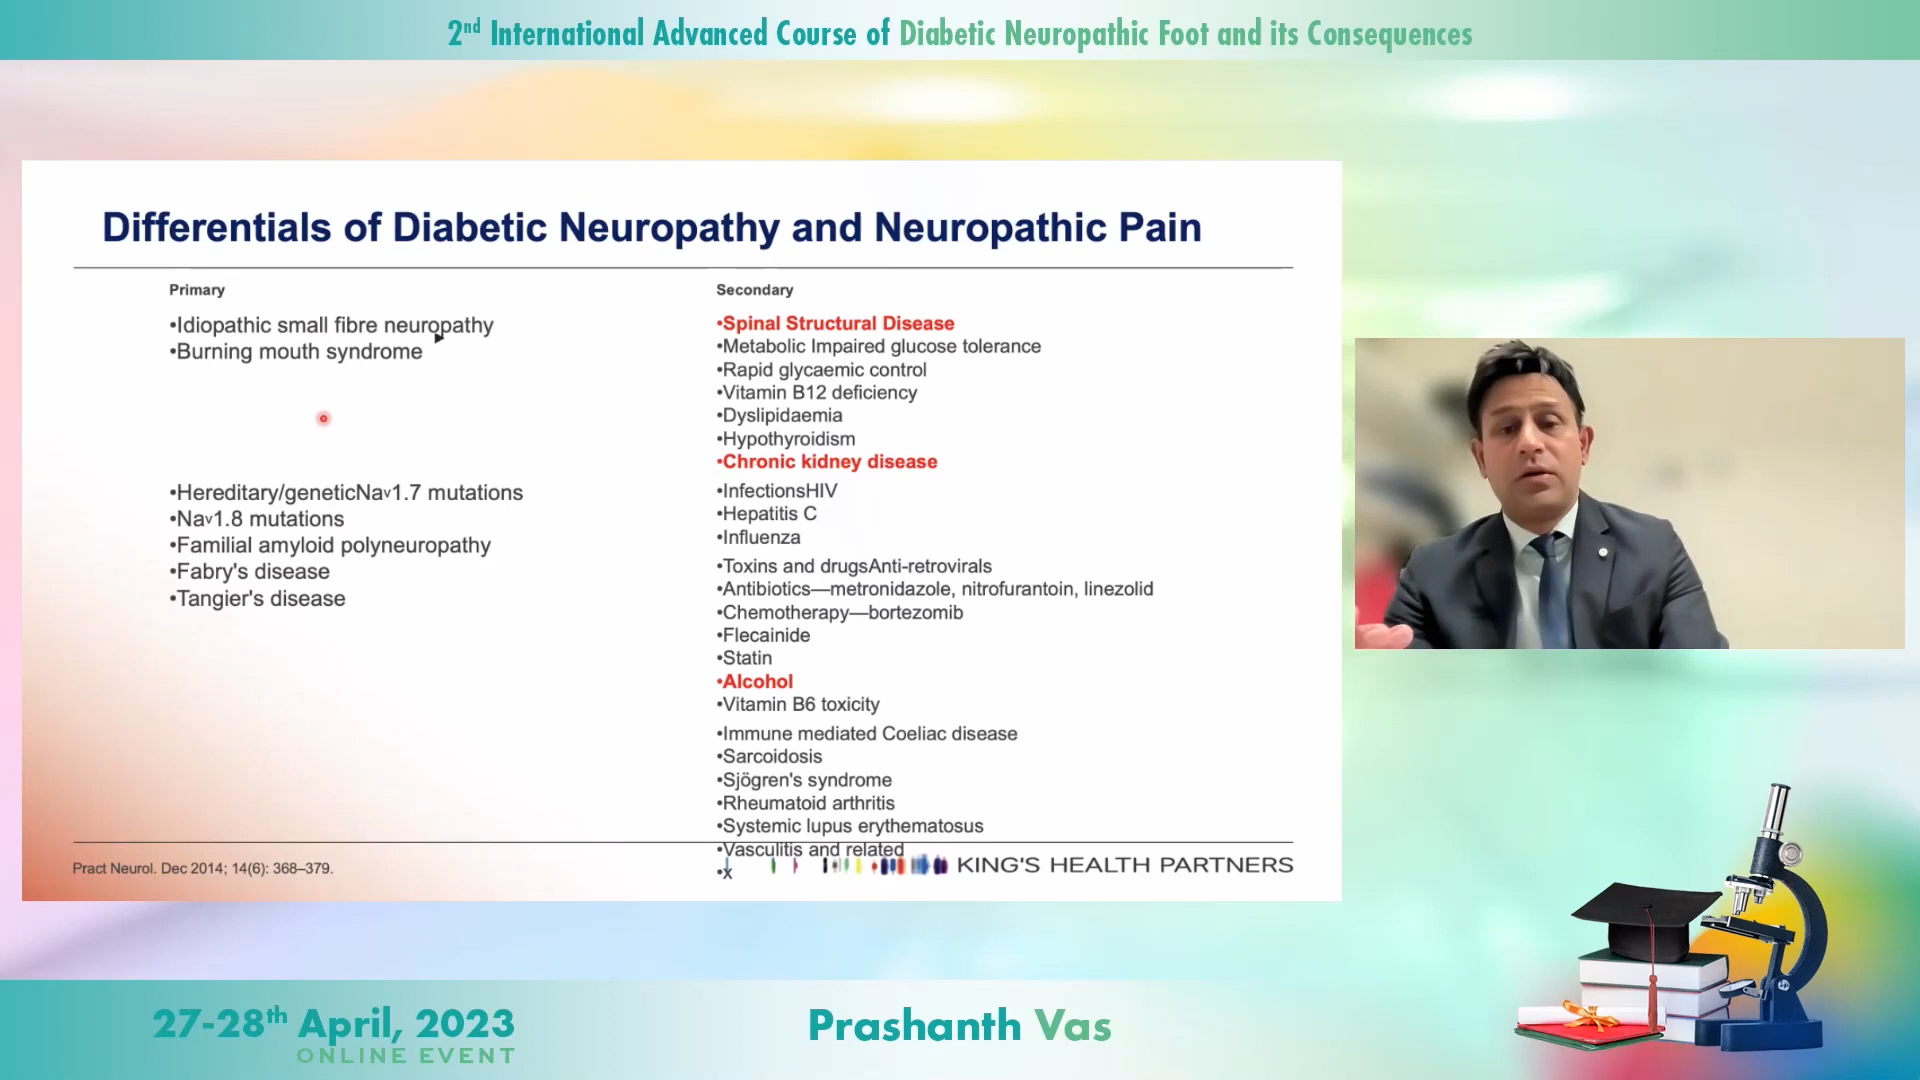 2nd International Advanced Course of Diabetic Neuropathic Foot and its Consequences
Differentials of Diabetic Neuropathy and Neuropathic Pain
Primary
•Idiopathic small fibre neuropathy
•Burning mouth syndrome
•Hereditary/geneticNav1.7 mutations
•Nav1.8 mutations
•Familial amyloid polyneuropathy
•Fabry's disease
•Tangier's disease
Secondary
•Spinal Structural Disease
•Metabolic Impaired glucose tolerance
•Rapid glycaemic control
•Vitamin B12 deficiency
•Dyslipidaemia
•Hypothyroidism
•Chronic kidney disease
•InfectionsHIV
•Hepatitis C
•Influenza
•Toxins and drugsAnti-retrovirals
•Antibiotics—metronidazole, nitrofurantoin, linezolid
•Chemotherapy—bortezomib
•Flecainide
•Statin
•Alcohol
•Vitamin B6 toxicity
•Immune mediated Coeliac disease
•Sarcoidosis
•Sjögren's syndrome
•Rheumatoid arthritis
•Systemic lupus erythematosus
•Vasculitis and related
•x
Pract Neurol. Dec 2014; 14(6): 368–379.
KING'S HEALTH PARTNERS
27-28th April, 2023
ONLINE EVENT
Prashanth Vas